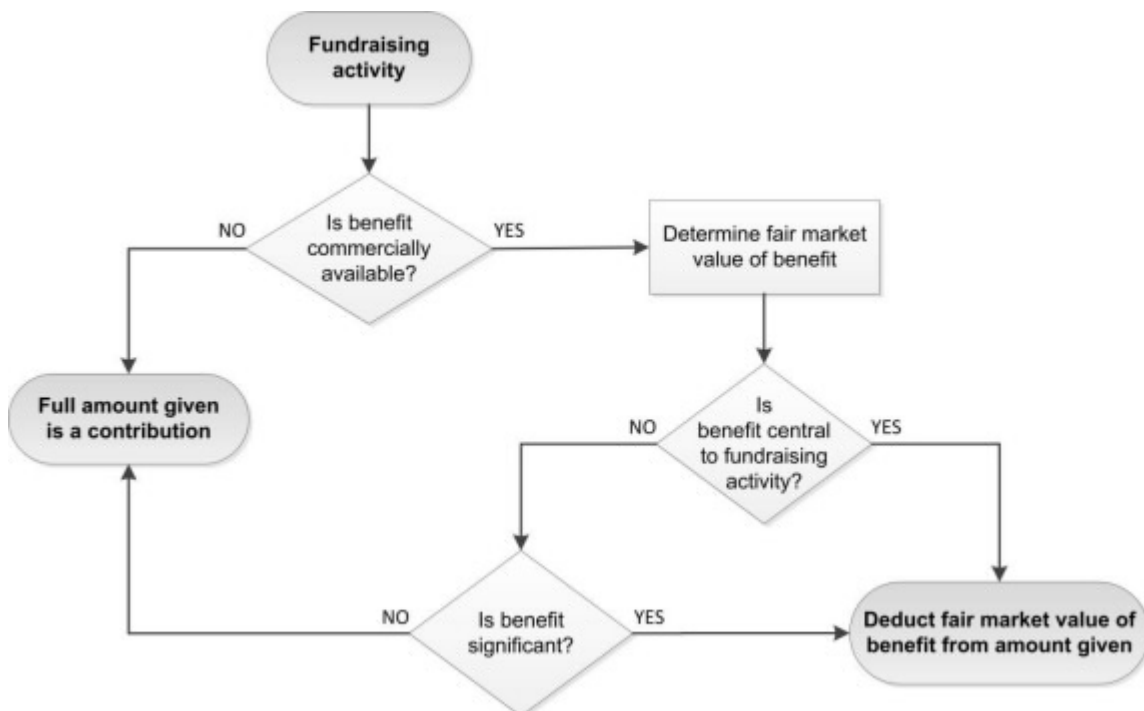 Fundraising
activity
NO
Is benefit
commercially
available?
YES
Determine fair market
value of benefit
Full amount given
is a contribution
NO
Is
benefit central
to fundraising
activity?
YES
NO
Is benefit
significant?
YES
Deduct fair market value of
benefit from amount given